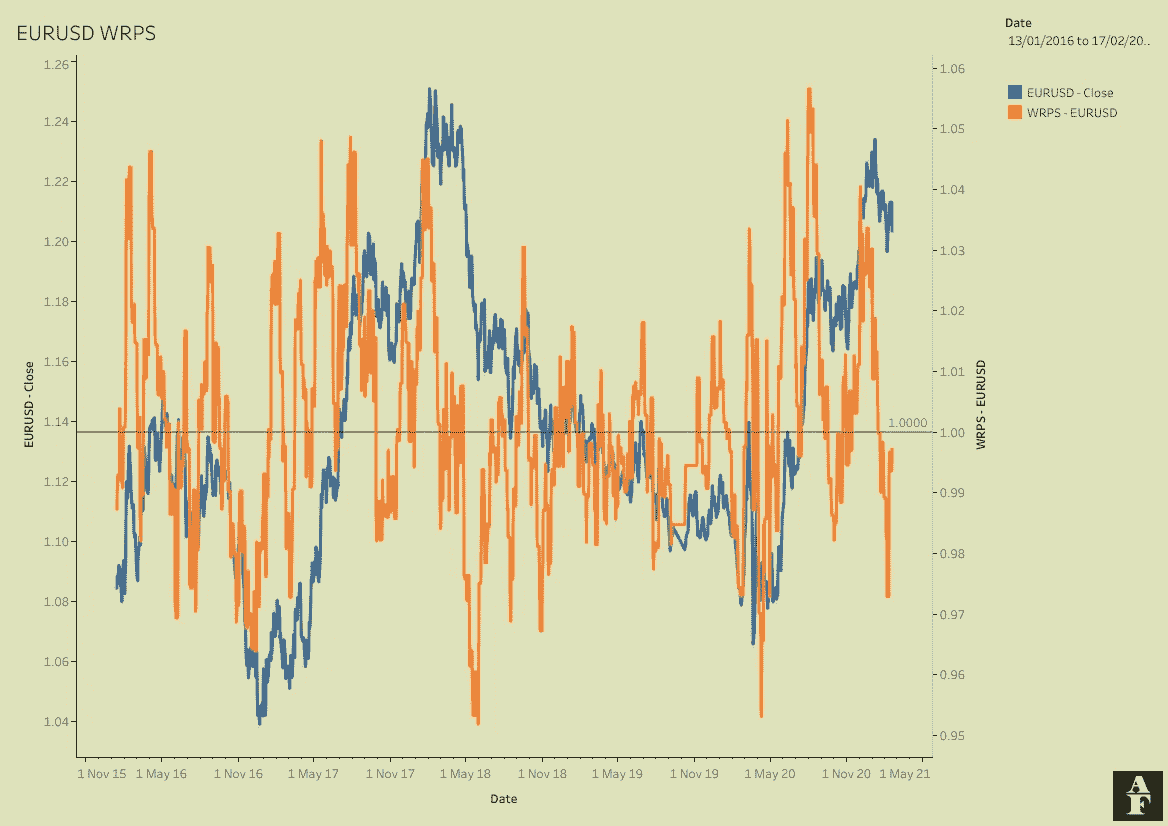 EURUSD WRPS
Date
13/01/2016 to 17/02/20..
EURUSD - Close
WRPS - EURUSD
1.26
1.24
1.22
1.20
1.18
1.16
1.14
1.12
1.10
1.08
1.06
1.04
EURUSD - Close
1.06
1.05
1.04
1.03
1.02
1.01
1.00
0.99
0.98
0.97
0.96
0.95
WRPS - EURUSD
1.0000
1 Nov 15 1 May 16 1 Nov 16 1 May 17 1 Nov 17 1 May 18 1 Nov 18 1 May 19 1 Nov 19 1 May 20 1 Nov 20 1 May 21
Date
A
F